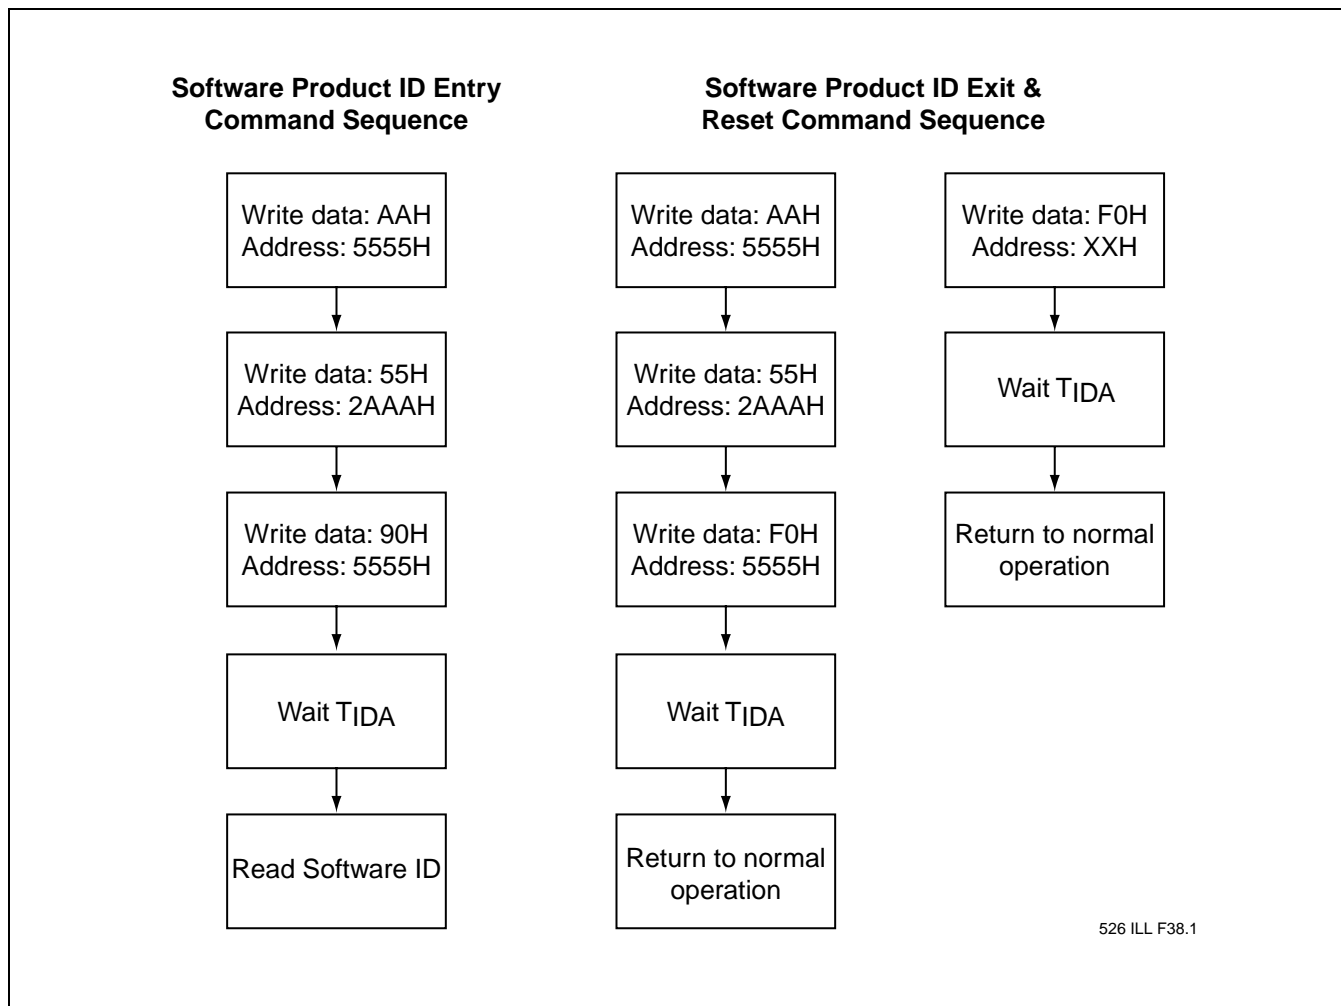 Software Product ID Entry
Command Sequence
Write data: AAH
Address: 5555H
Write data: 55H
Address: 2AAAH
Write data: 90H
Address: 5555H
Wait TIDA
Read Software ID
Software Product ID Exit &
Reset Command Sequence
Write data: AAH
Address: 5555H
Write data: 55H
Address: 2AAAH
Write data: F0H
Address: 5555H
Wait TIDA
Return to normal
operation
Write data: F0H
Address: XXH
Wait TIDA
Return to normal
operation
526 ILL F38.1